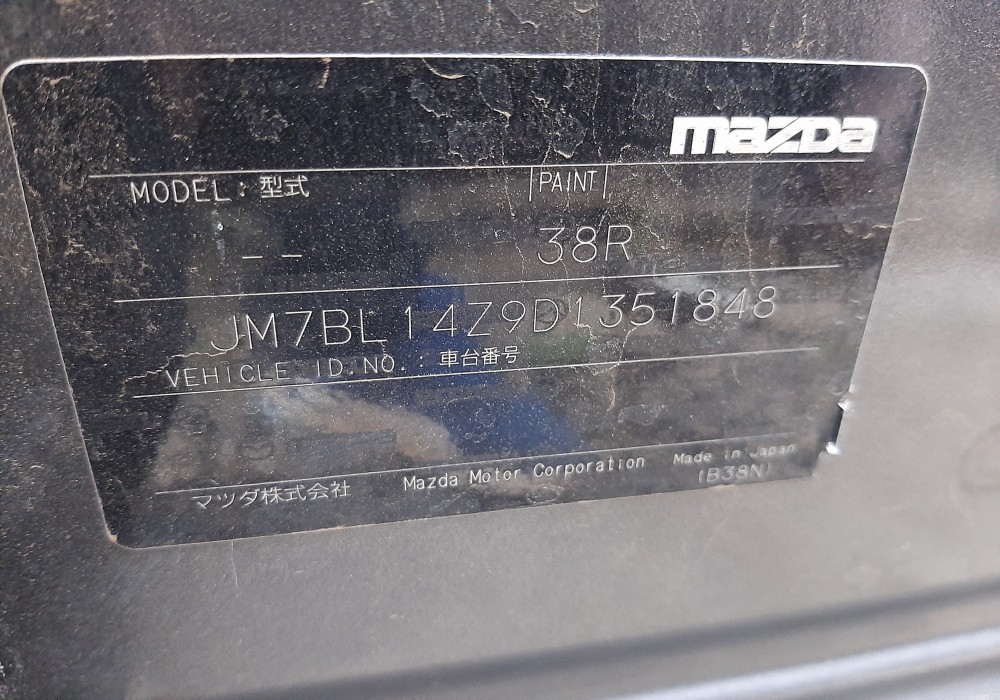 mazda
MODEL: 型式 PAINT
-- 38R
JM7BL14Z9D1351848
VEHICLE ID.NO.: 車台番号
マツダ株式会社 Mazda Motor Corporation Made in Japan
(B38N)